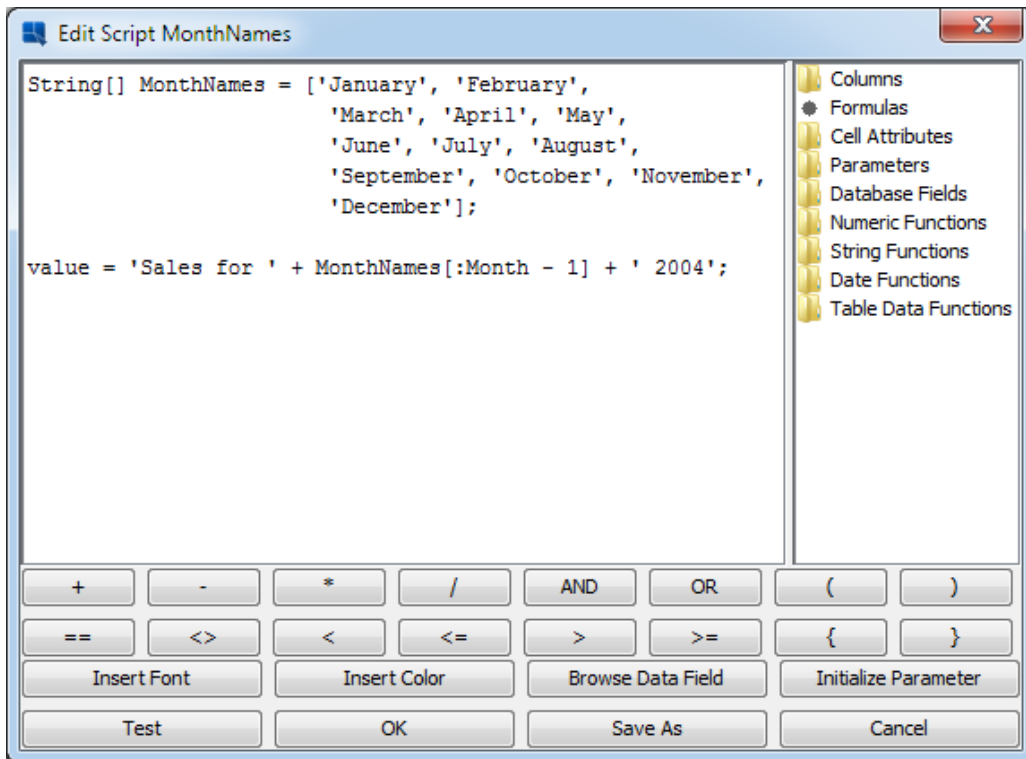 Edit Script MonthNames
X
String[] MonthNames = ['January', 'February',
'March', 'April', 'May',
'June', 'July', 'August',
'September', 'October', 'November',
'December'];
value = 'Sales for ' + MonthNames[:Month - 1] + ' 2004';
Columns
Formulas
Cell Attributes
Parameters
Database Fields
Numeric Functions
String Functions
Date Functions
Table Data Functions
+ - * / AND OR ( )
== <> < <= > >= { }
Insert Font Insert Color Browse Data Field Initialize Parameter
Test OK Save As Cancel